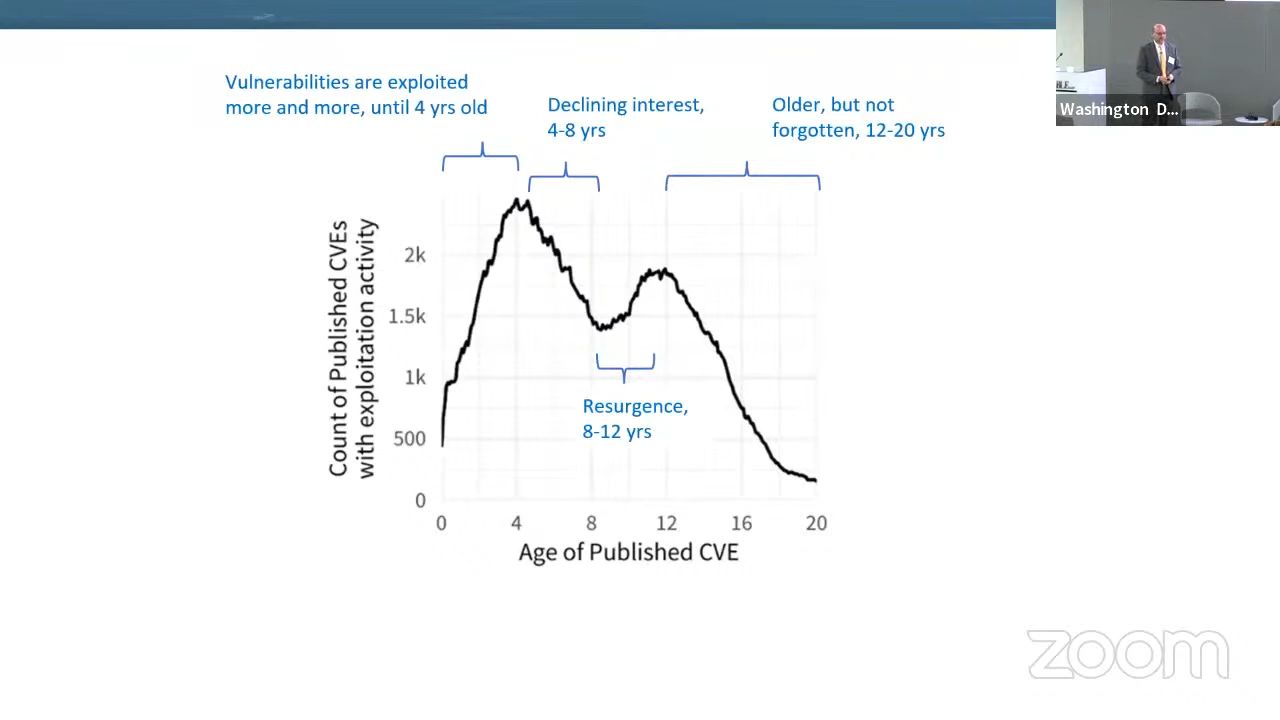 Vulnerabilities are exploited
more and more, until 4 yrs old
Declining interest,
4-8 yrs
Older, but not
forgotten, 12-20 yrs
Washington D...
Count of Published CVEs
with exploitation activity
2k
1.5k
1k
500
0
Resurgence,
8-12 yrs
0 4 8 12 16 20
Age of Published CVE
zoom